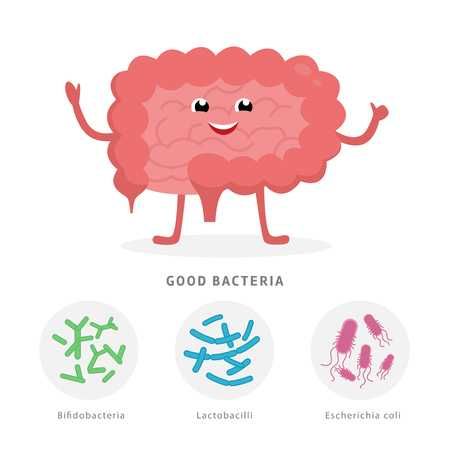 GOOD BACTERIA
Bifidobacteria
Lactobacilli
Escherichia coli